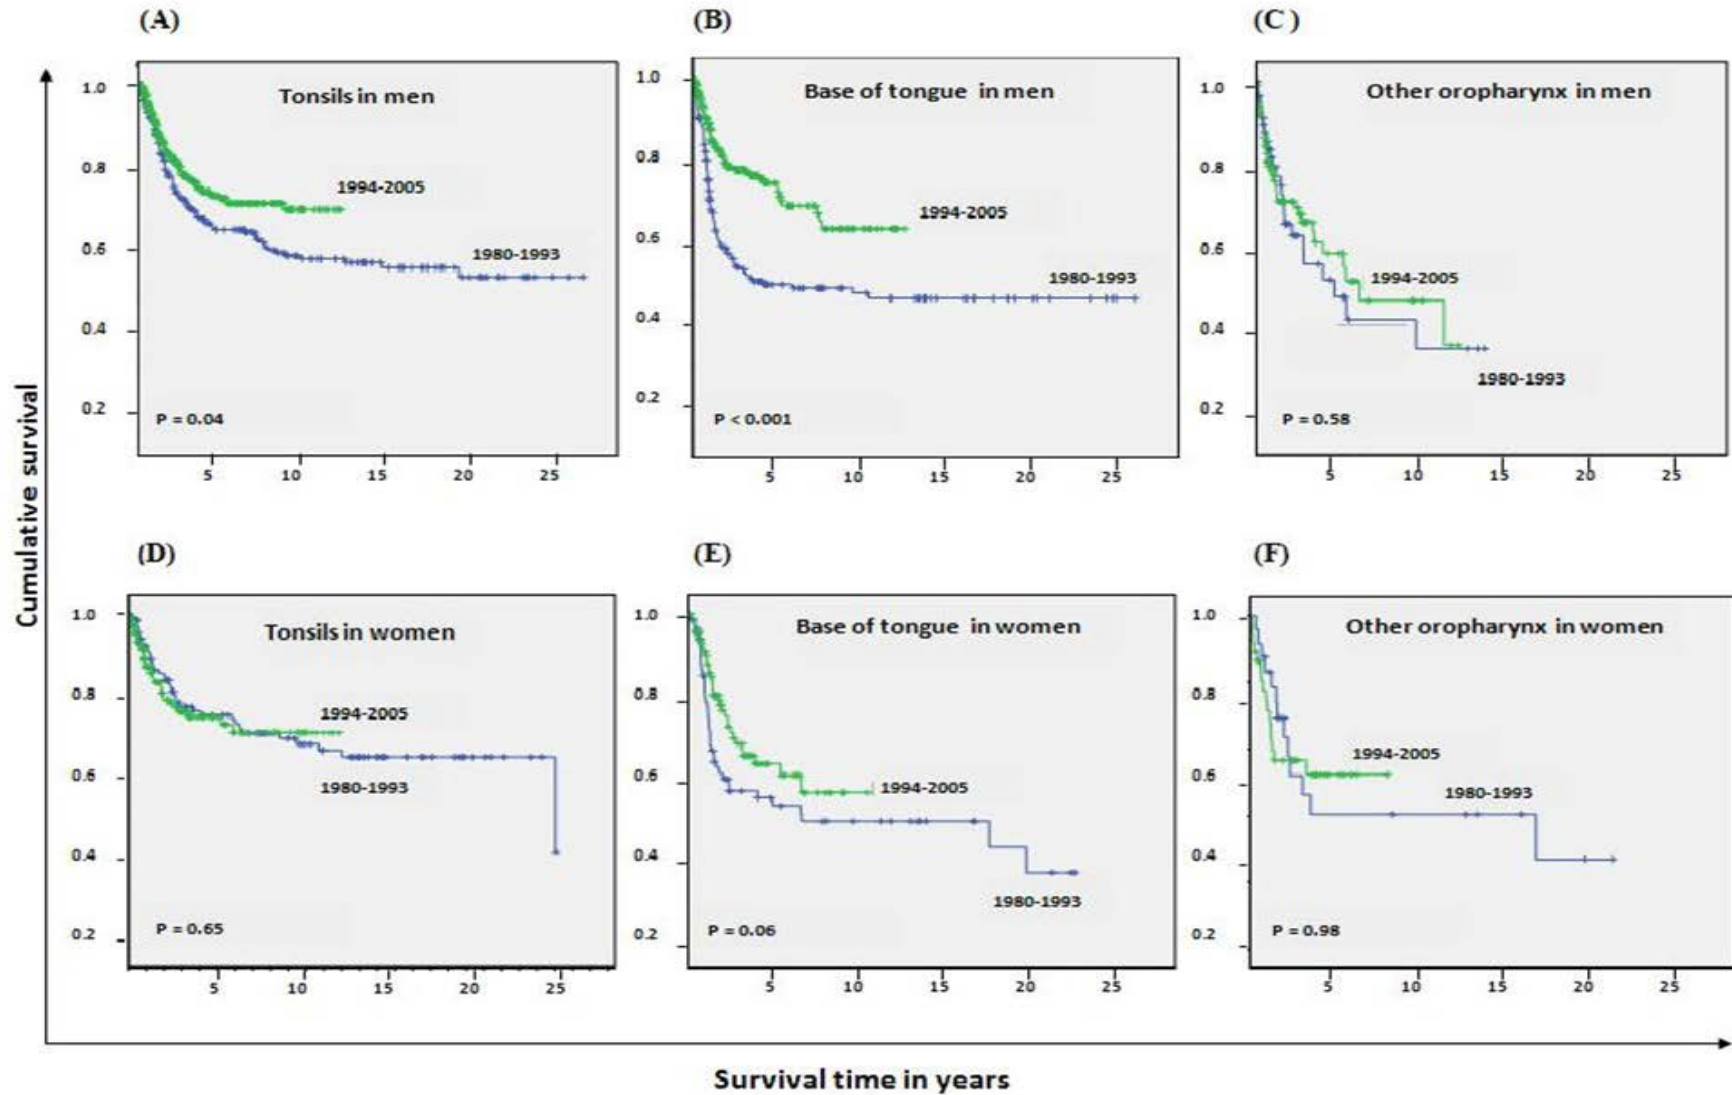 (A)
(B)
(C )
Tonsils in men
Base of tongue in men
Other oropharynx in men
1.0
0.8
0.6
0.4
0.2
1994-2005
1980-1993
P = 0.04
5 10 15 20 25
1.0
0.8
0.6
0.4
0.2
1994-2005
1980-1993
P < 0.001
5 10 15 20 25
1.0
0.8
0.6
0.4
0.2
1994-2005
1980-1993
P = 0.58
5 10 15 20 25
Cumulative survival
(D)
(E)
(F)
Tonsils in women
Base of tongue in women
Other oropharynx in women
1.0
0.8
0.6
0.4
0.2
1994-2005
1980-1993
P = 0.65
5 10 15 20 25
1.0
0.8
0.6
0.4
0.2
1994-2005
1980-1993
P = 0.06
5 10 15 20 25
1.0
0.8
0.6
0.4
0.2
1994-2005
1980-1993
P = 0.98
5 10 15 20 25
Survival time in years